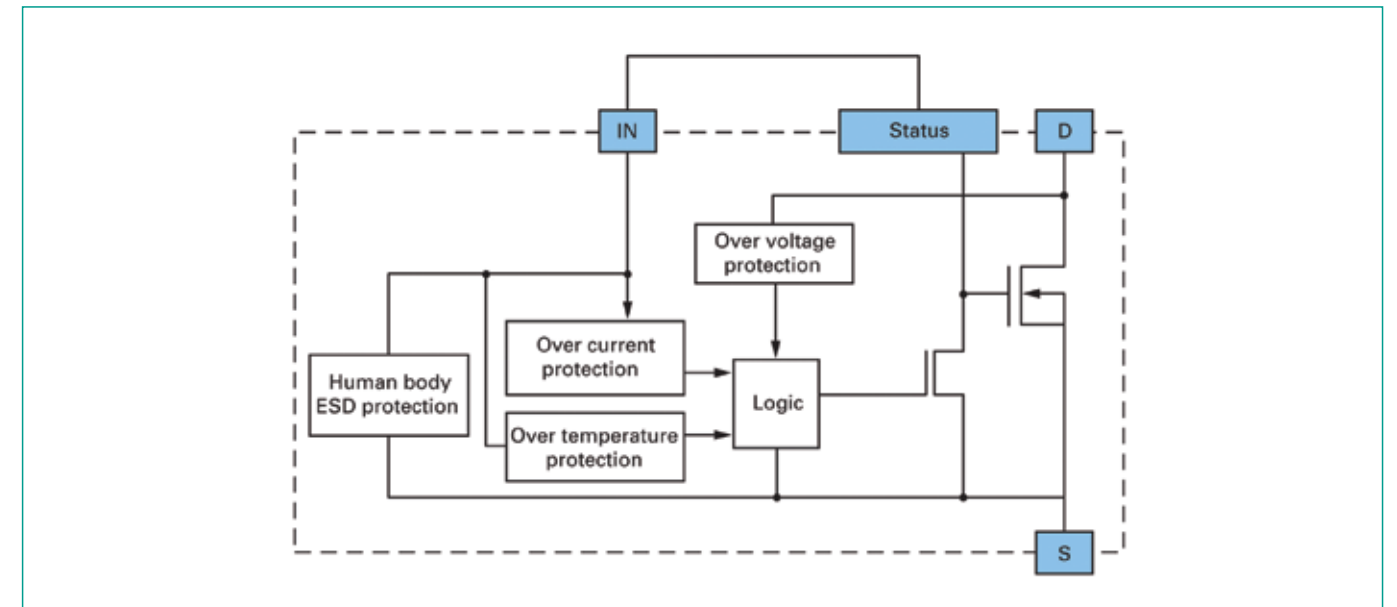 IN
Status
D
Over voltage
protection
Over current
protection
Human body
ESD protection
Logic
Over temperature
protection
S